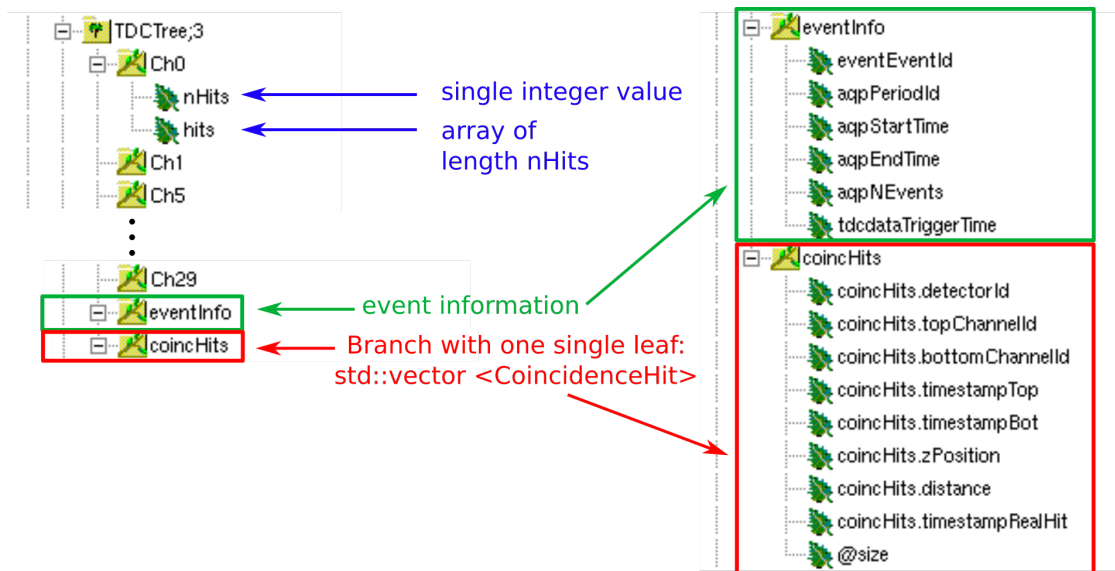 TDCTree;3
Ch0
nHits
hits
Ch1
Ch5
Ch29
eventInfo
coincHits
single integer value
array of
length nHits
event information
Branch with one single leaf:
std::vector <CoincidenceHit>
eventInfo
eventEventId
aqpPeriodId
aqpStartTime
aqpEndTime
aqpNEvents
tdcdataTriggerTime
coincHits
coincHits.detectorId
coincHits.topChannelId
coincHits.bottomChannelId
coincHits.timestampTop
coincHits.timestampBot
coincHits.zPosition
coincHits.distance
coincHits.timestampRealHit
@size